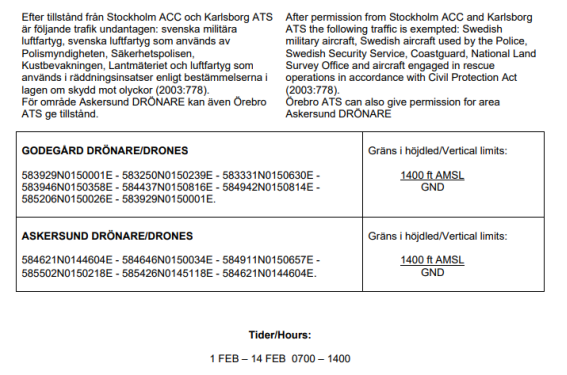 Efter tillstånd från Stockholm ACC och Karlsborg ATS
är följande trafik undantagen: svenska militära
luftfartyg, svenska luftfartyg som används av
Polismyndigheten, Säkerhetspolisen,
Kustbevakningen, Lantmäteriet och luftfartyg som
används i räddningsinsatser enligt bestämmelserna i
lagen om skydd mot olyckor (2003:778).
För område Askersund DRÖNARE kan även Örebro
ATS ge tillstånd.
After permission from Stockholm ACC and Karlsborg
ATS the following traffic is exempted: Swedish
military aircraft, Swedish aircraft used by the Police,
Swedish Security Service, Coastguard, National Land
Survey Office and aircraft engaged in rescue
operations in accordance with Civil Protection Act
(2003:778).
Örebro ATS can also give permission for area
Askersund DRÖNARE
GODEGÅRD DRÖNARE/DRONES
583929N0150001E - 583250N0150239E - 583331N0150630E -
583946N0150358E - 584437N0150816E - 584942N0150814E -
585206N0150026E - 583929N0150001E.
Gräns i höjdled/Vertical limits:
1400 ft AMSL
GND
ASKERSUND DRÖNARE/DRONES
584621N0144604E - 584646N0150034E - 584911N0150657E -
585502N0150218E - 585426N0145118E - 584621N0144604E.
Gräns i höjdled/Vertical limits:
1400 ft AMSL
GND
Tider/Hours:
1 FEB – 14 FEB 0700 – 1400